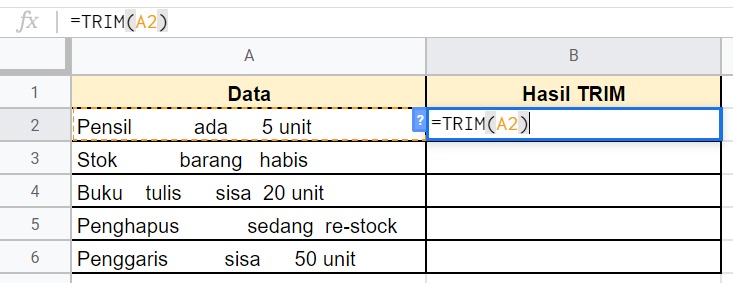 fx =TRIM(A2)
A B
1 Data Hasil TRIM
2 Pensil ada 5 unit ? =TRIM(A2)
3 Stok barang habis
4 Buku tulis sisa 20 unit
5 Penghapus sedang re-stock
6 Penggaris sisa 50 unit